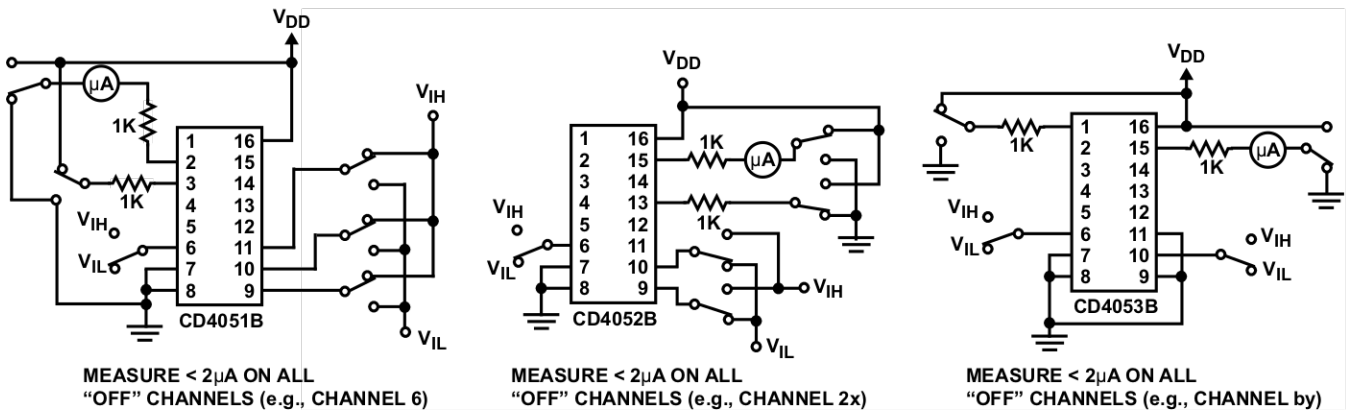 VDD
µA
1K
1K
1
2
3
4
5
6
7
8
16
15
14
13
12
11
10
9
VIH
VIL
VIH
VIL
CD4051B
MEASURE < 2µA ON ALL
“OFF” CHANNELS (e.g., CHANNEL 6)
VDD
1
2
3
4
5
6
7
8
16
15
14
13
12
11
10
9
1K
µA
1K
VIH
VIL
VIH
VIL
CD4052B
MEASURE < 2µA ON ALL
“OFF” CHANNELS (e.g., CHANNEL 2x)
VDD
1K
1
2
3
4
5
6
7
8
16
15
14
13
12
11
10
9
1K
µA
VIH
VIL
VIH
VIL
CD4053B
MEASURE < 2µA ON ALL
“OFF” CHANNELS (e.g., CHANNEL by)